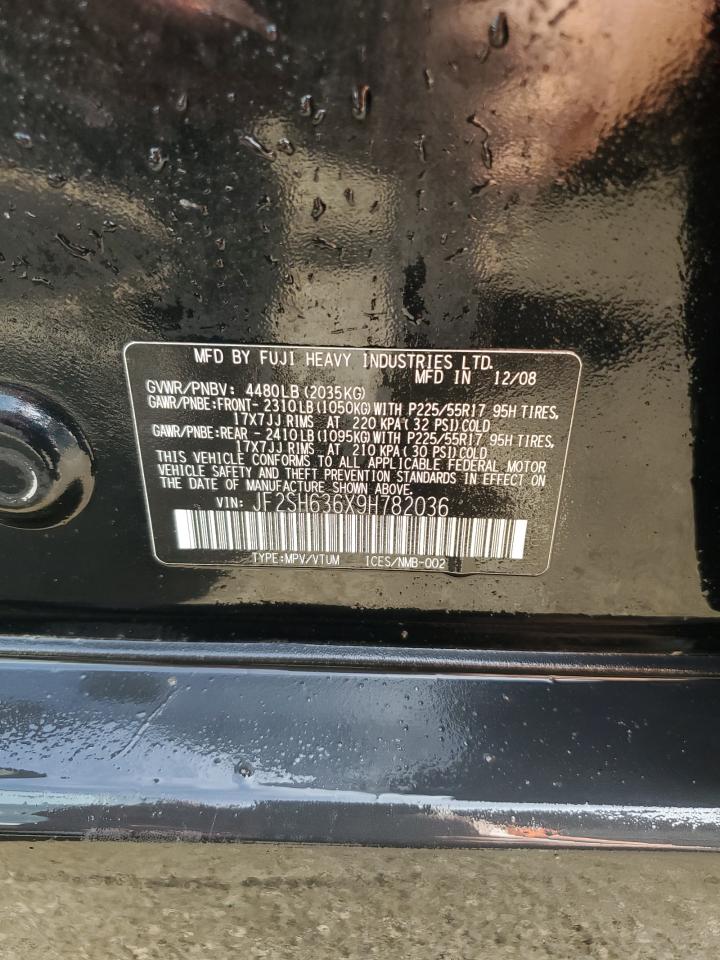 MFD BY FUJI HEAVY INDUSTRIES LTD.
MFD IN 12/08
GVWR/PNBV: 4480LB (2035KG)
GAWR/PNBE:FRONT- 2310LB (1050KG) WITH P225/55R17 95H TIRES,
17X7JJ RIMS AT 220 KPA (32 PSI) COLD
GAWR/PNBE:REAR - 2410LB (1095KG) WITH P225/55R17 95H TIRES,
17X7JJ RIMS AT 210 KPA (30 PSI) COLD
THIS VEHICLE CONFORMS TO ALL APPLICABLE FEDERAL MOTOR
VEHICLE SAFETY AND THEFT PREVENTION STANDARDS IN EFFECT ON
THE DATE OF MANUFACTURE SHOWN ABOVE.
VIN: JF2SH636X9H782036
TYPE:MPV/VTUM ICES/NMB-002